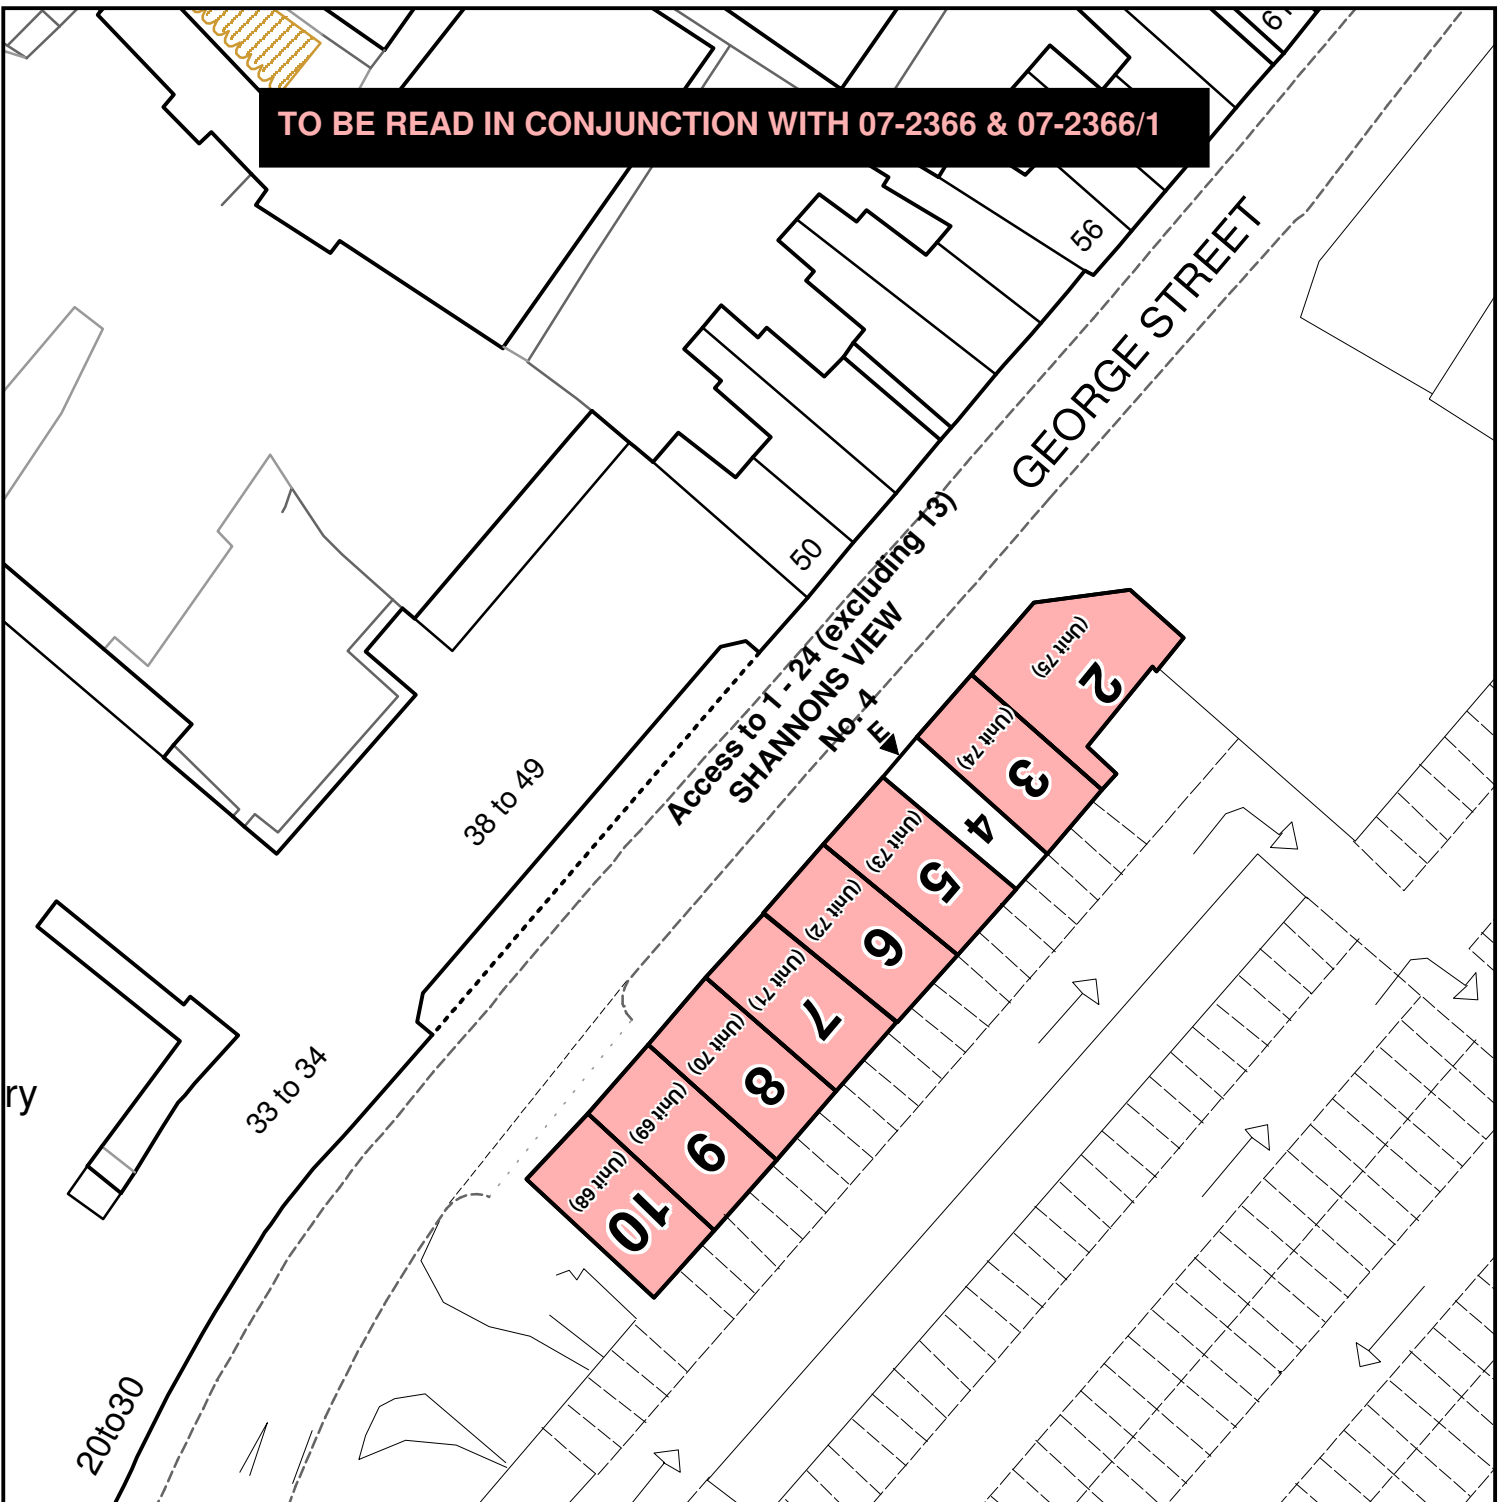 61
TO BE READ IN CONJUNCTION WITH 07-2366 & 07-2366/1
56
GEORGE STREET
50
Access to 1 - 24 (excluding 13)
SHANNONS VIEW
No. 4
E
38 to 49
33 to 34
ry
20to30
2
(Unit 75)
3
(Unit 74)
4
5
(Unit 73)
6
(Unit 72)
7
(Unit 71)
8
(Unit 70)
9
(Unit 69)
10
(Unit 68)